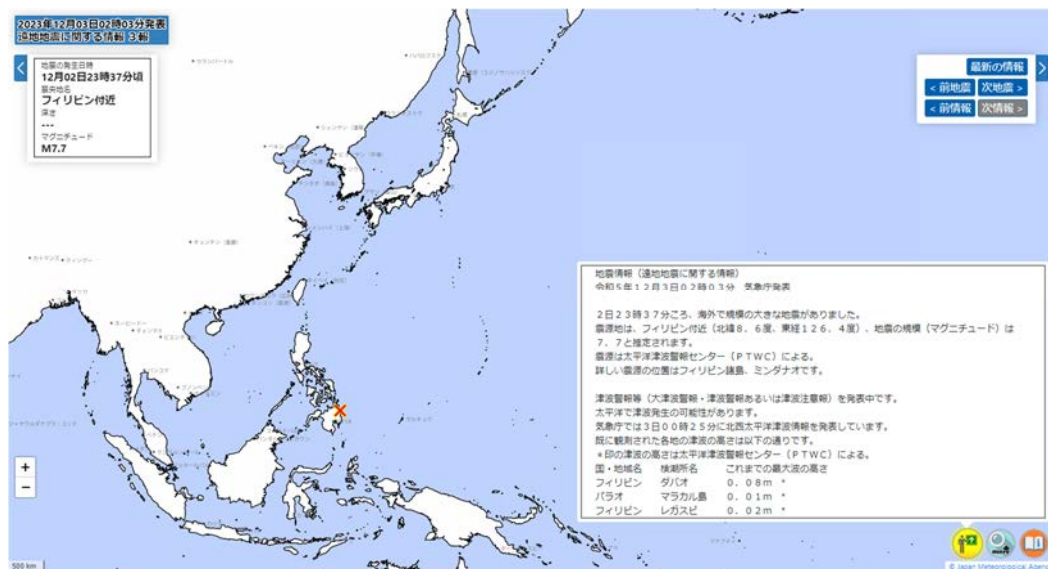 2023年12月03日02時03分発表
遠地地震に関する情報 3報
地震の発生日時
12月02日23時37分頃
震央地名
フィリピン付近
深さ
---
マグニチュード
M7.7
最新の情報
< 前地震
次地震 >
< 前情報
次情報 >
地震情報（遠地地震に関する情報）
令和５年１２月３日０２時０３分　気象庁発表
２日２３時３７分ころ、海外で規模の大きな地震がありました。
震源地は、フィリピン付近（北緯８．６度、東経１２６．４度）、地震の規模（マグニチュード）は
７．７と推定されます。
震源は太平洋津波警報センター（ＰＴＷＣ）による。
詳しい震源の位置はフィリピン諸島、ミンダナオです。
津波警報等（大津波警報・津波警報あるいは津波注意報）を発表中です。
太平洋で津波発生の可能性があります。
気象庁では３日００時２５分に北西太平洋津波情報を発表しています。
既に観測された各地の津波の高さは以下の通りです。
＊印の津波の高さは太平洋津波警報センター（ＰＴＷＣ）による。
国・地域名　検潮所名　これまでの最大波の高さ
フィリピン　ダバオ　０．０８ｍ ＊
パラオ　マラカル島　０．０１ｍ ＊
フィリピン　レガスピ　０．０２ｍ ＊
+
−
500 km
© Japan Meteorological Agency